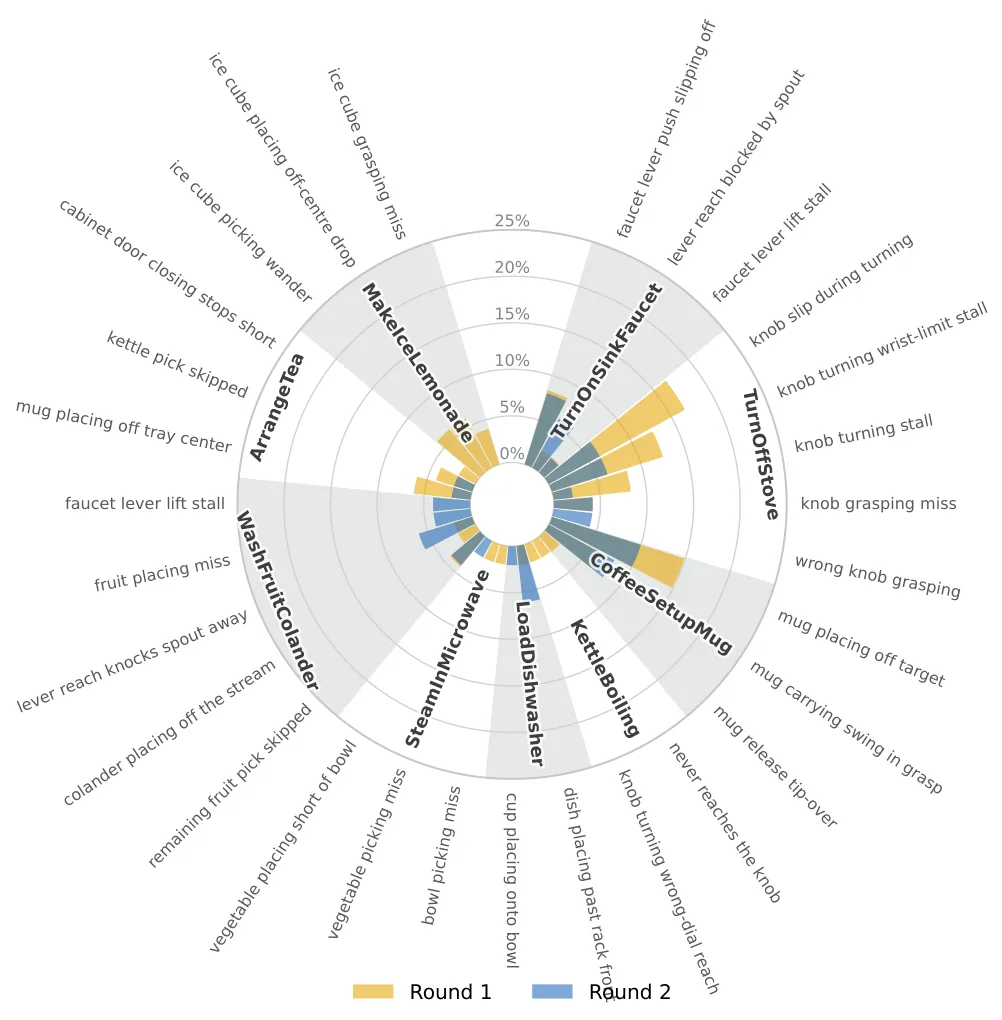 faucet lever push slipping off
lever reach blocked by spout
faucet lever lift stall
knob slip during turning
knob turning wrist-limit stall
knob turning stall
knob grasping miss
wrong knob grasping
mug placing off target
mug carrying swing in grasp
mug release tip-over
never reaches the knob
knob turning wrong-dial reach
dish placing past rack front
cup placing onto bowl
bowl picking miss
vegetable picking miss
vegetable placing short of bowl
remaining fruit pick skipped
colander placing off the stream
lever reach knocks spout away
fruit placing miss
faucet lever lift stall
mug placing off tray center
kettle pick skipped
cabinet door closing stops short
ice cube picking wander
ice cube placing off-centre drop
ice cube grasping miss
25%
20%
15%
10%
5%
0%
TurnOnSinkFaucet
TurnOffStove
CoffeeSetupMug
KettleBoiling
LoadDishwasher
SteamInMicrowave
WashFruitColander
ArrangeTea
MakeIceLemonade
Round 1
Round 2